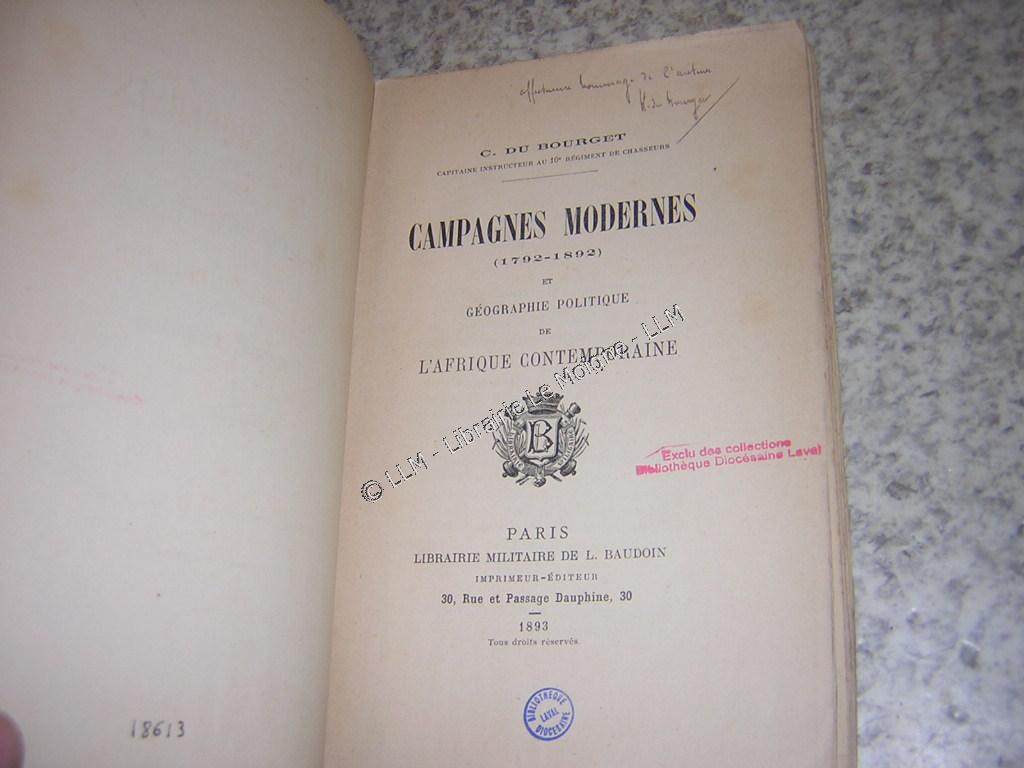 affectueux hommage de l'auteur
C. DU BOURGET
CAPITAINE INSTRUCTEUR AU 10e RÉGIMENT DE CHASSEURS
CAMPAGNES MODERNES
(1792-1892)
ET
GÉOGRAPHIE POLITIQUE
DE
L'AFRIQUE CONTEMPORAINE
B
© LLM - Librairie Le Moigne - LLM
Exclu des collections
Bibliothèque Diocésaine Laval
PARIS
LIBRAIRIE MILITAIRE DE L. BAUDOIN
IMPRIMEUR-ÉDITEUR
30, Rue et Passage Dauphine, 30
1893
Tous droits réservés.
BIBLIOTHEQUE
LAVAL
DIOCESAINE
18613